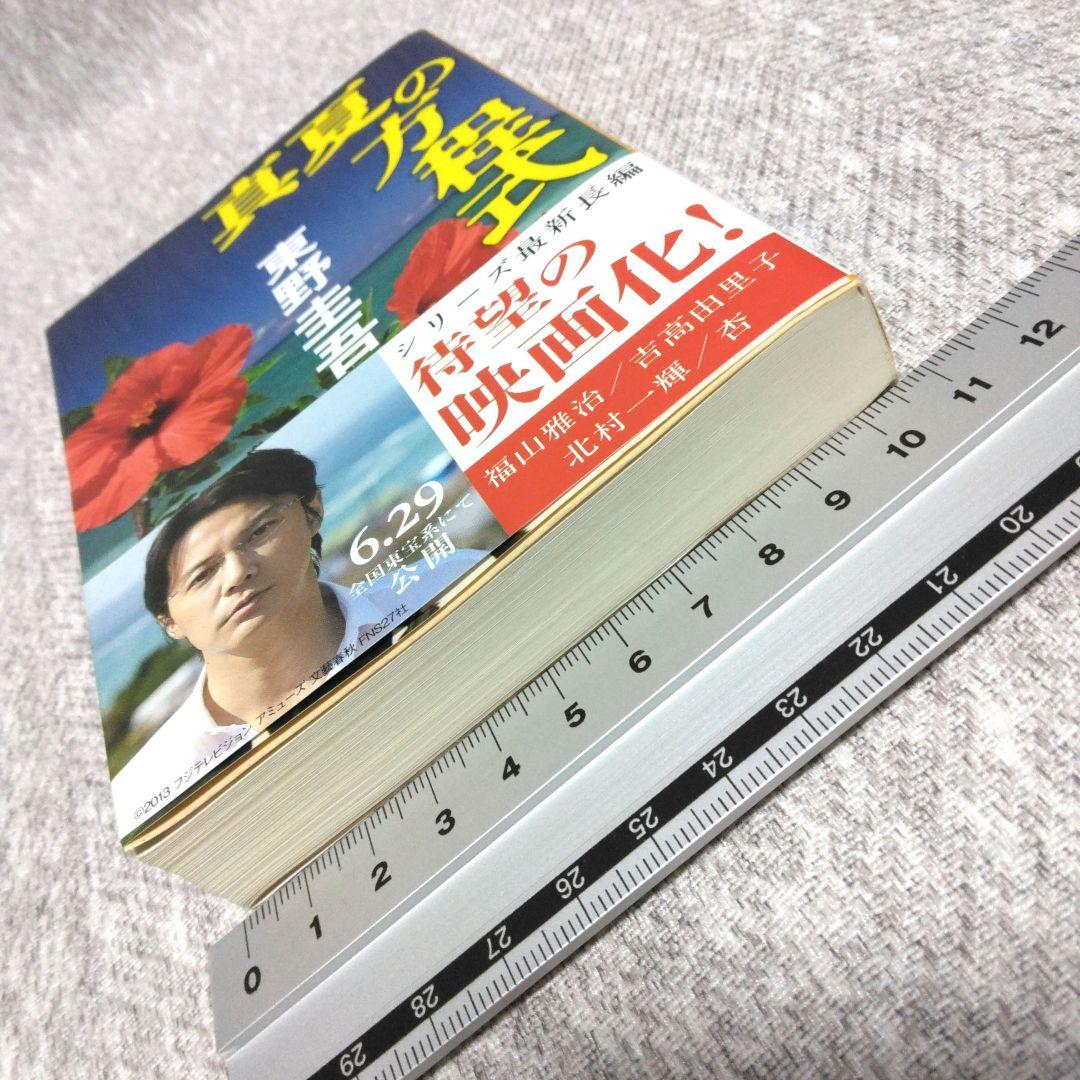 真夏の
方程式
東野圭吾
シリーズ最新長編
待望の
映画化!
福山雅治/吉高由里子
北村一輝/杏
6.29
全国東宝系にて
公開
©2013 フジテレビジョン アミューズ 文藝春秋 FNS27社
0 1 2 3 4 5 6 7 8 9 10 11 12
20 21 22 23 24 25 26 27 28 29